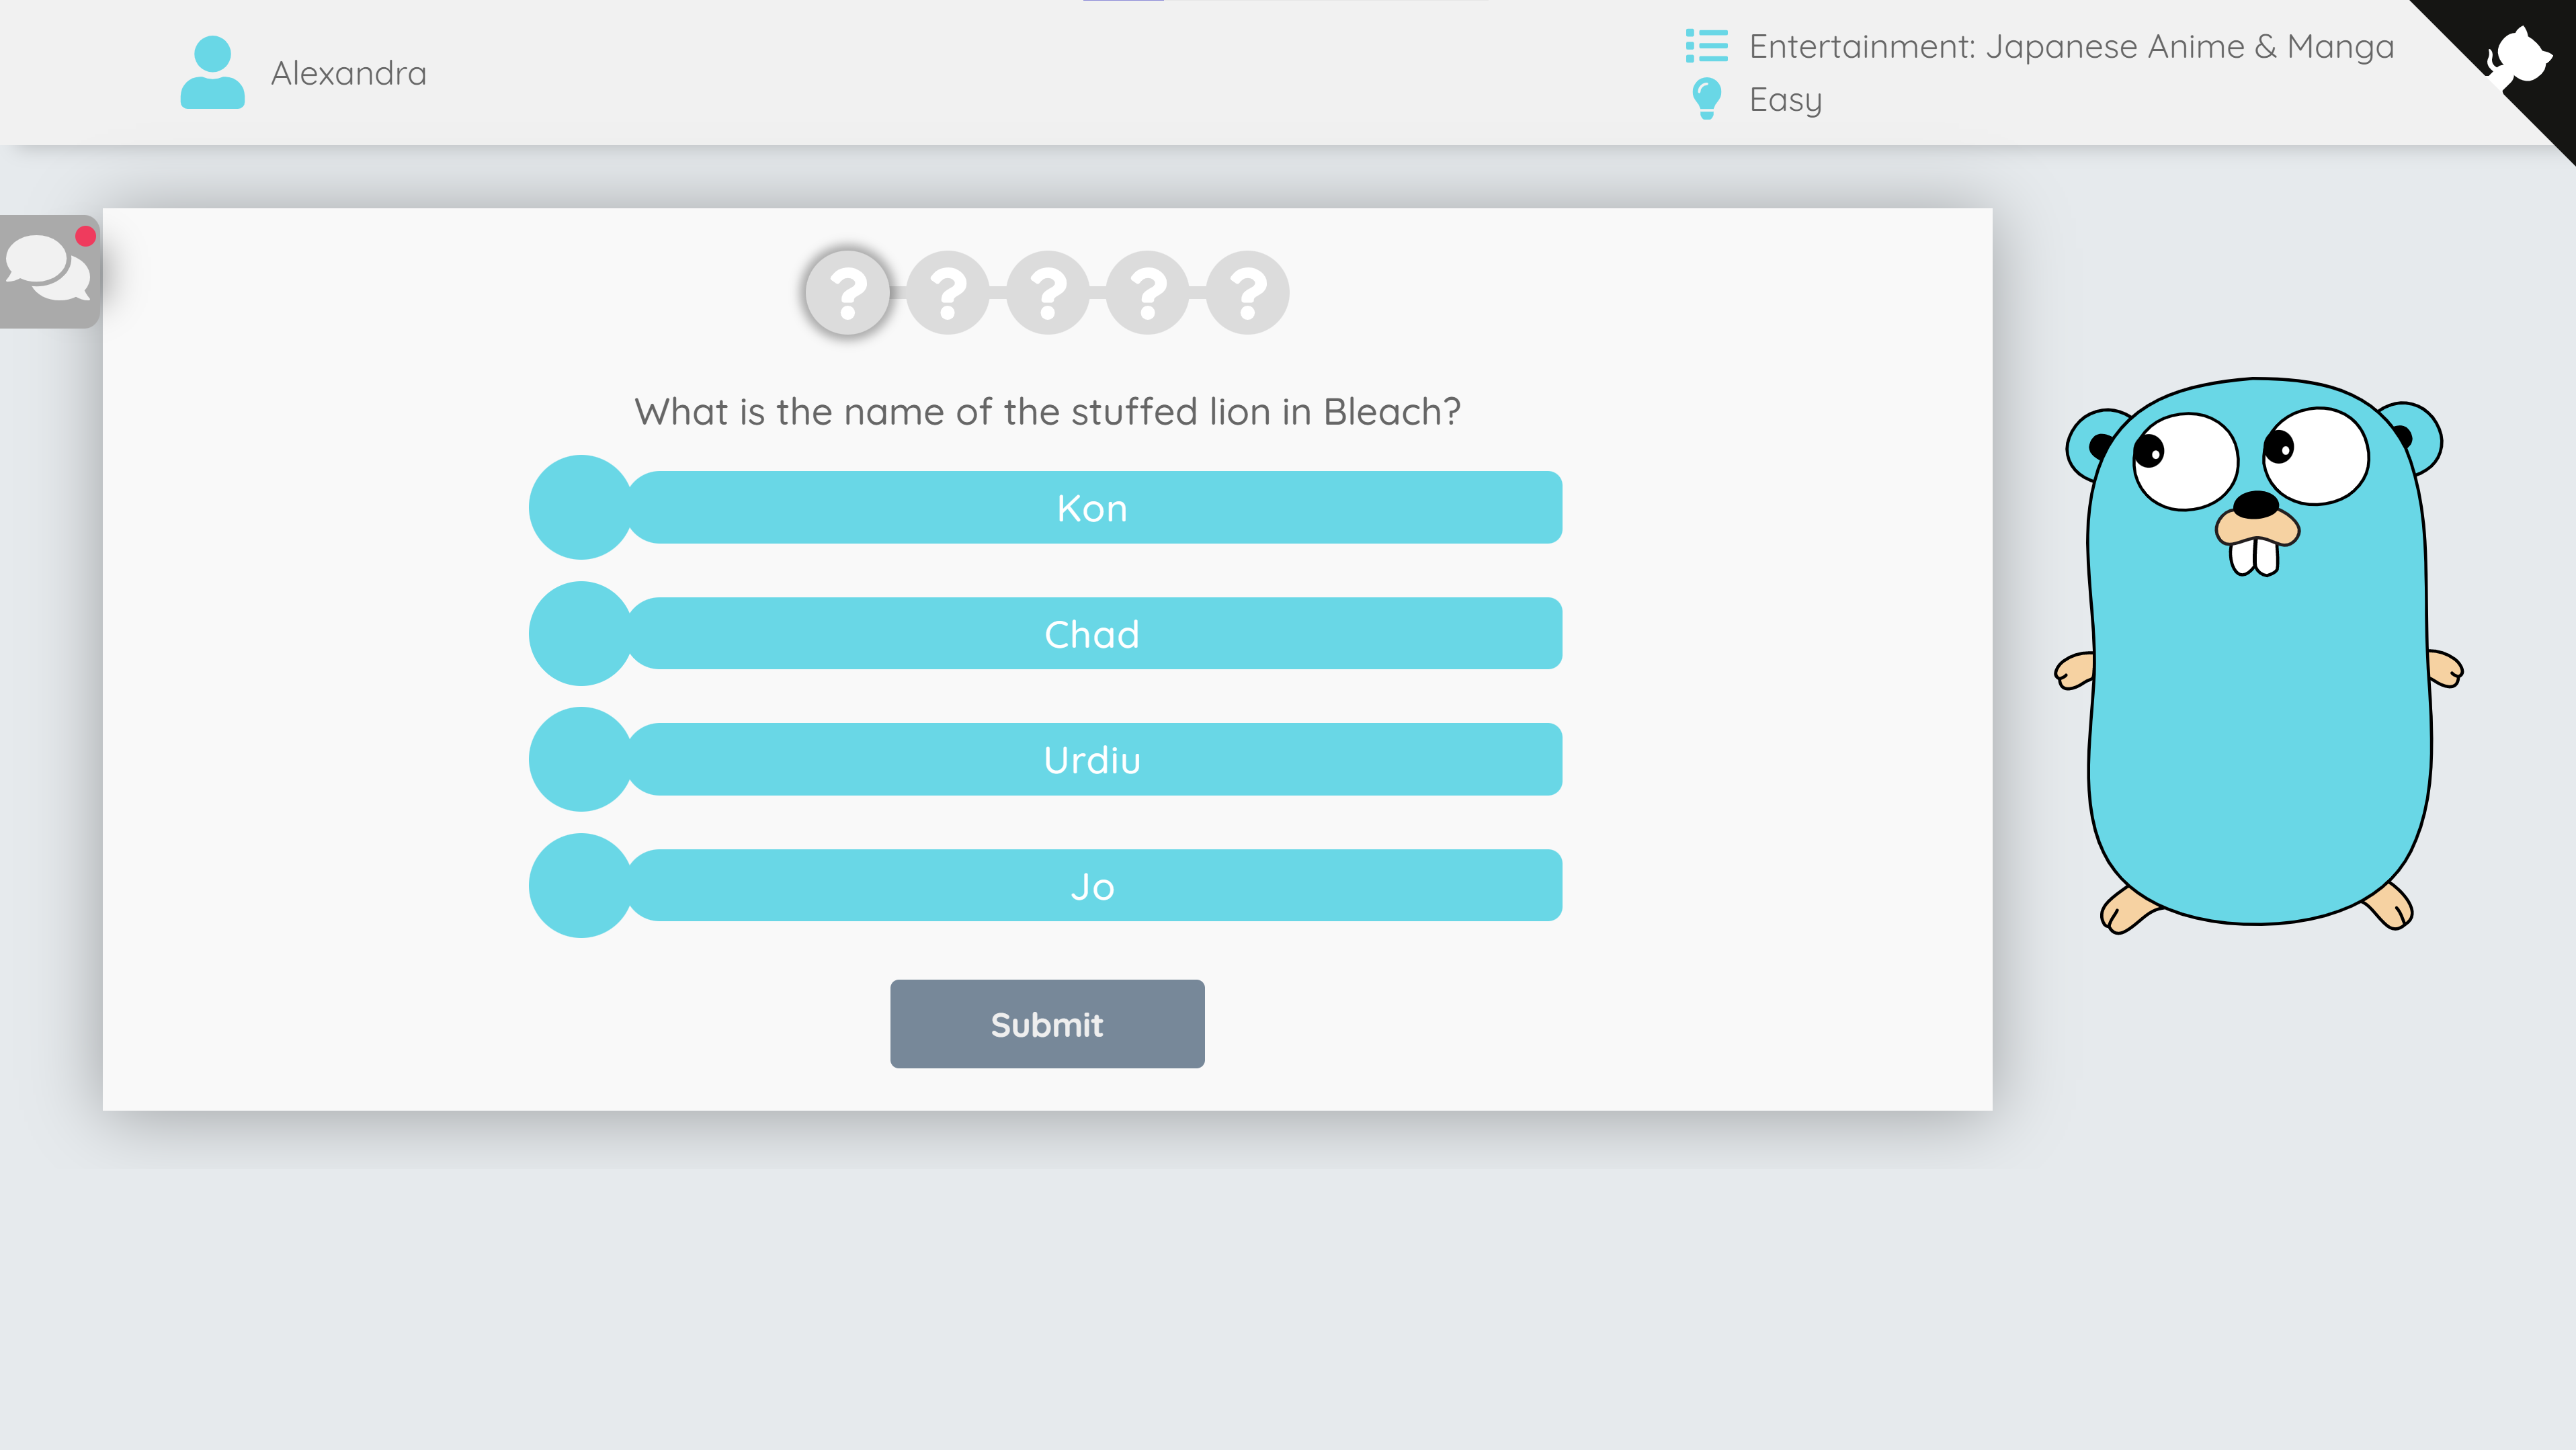 Alexandra
Entertainment: Japanese Anime & Manga
Easy
? ? ? ? ?
What is the name of the stuffed lion in Bleach?
Kon
Chad
Urdiu
Jo
Submit